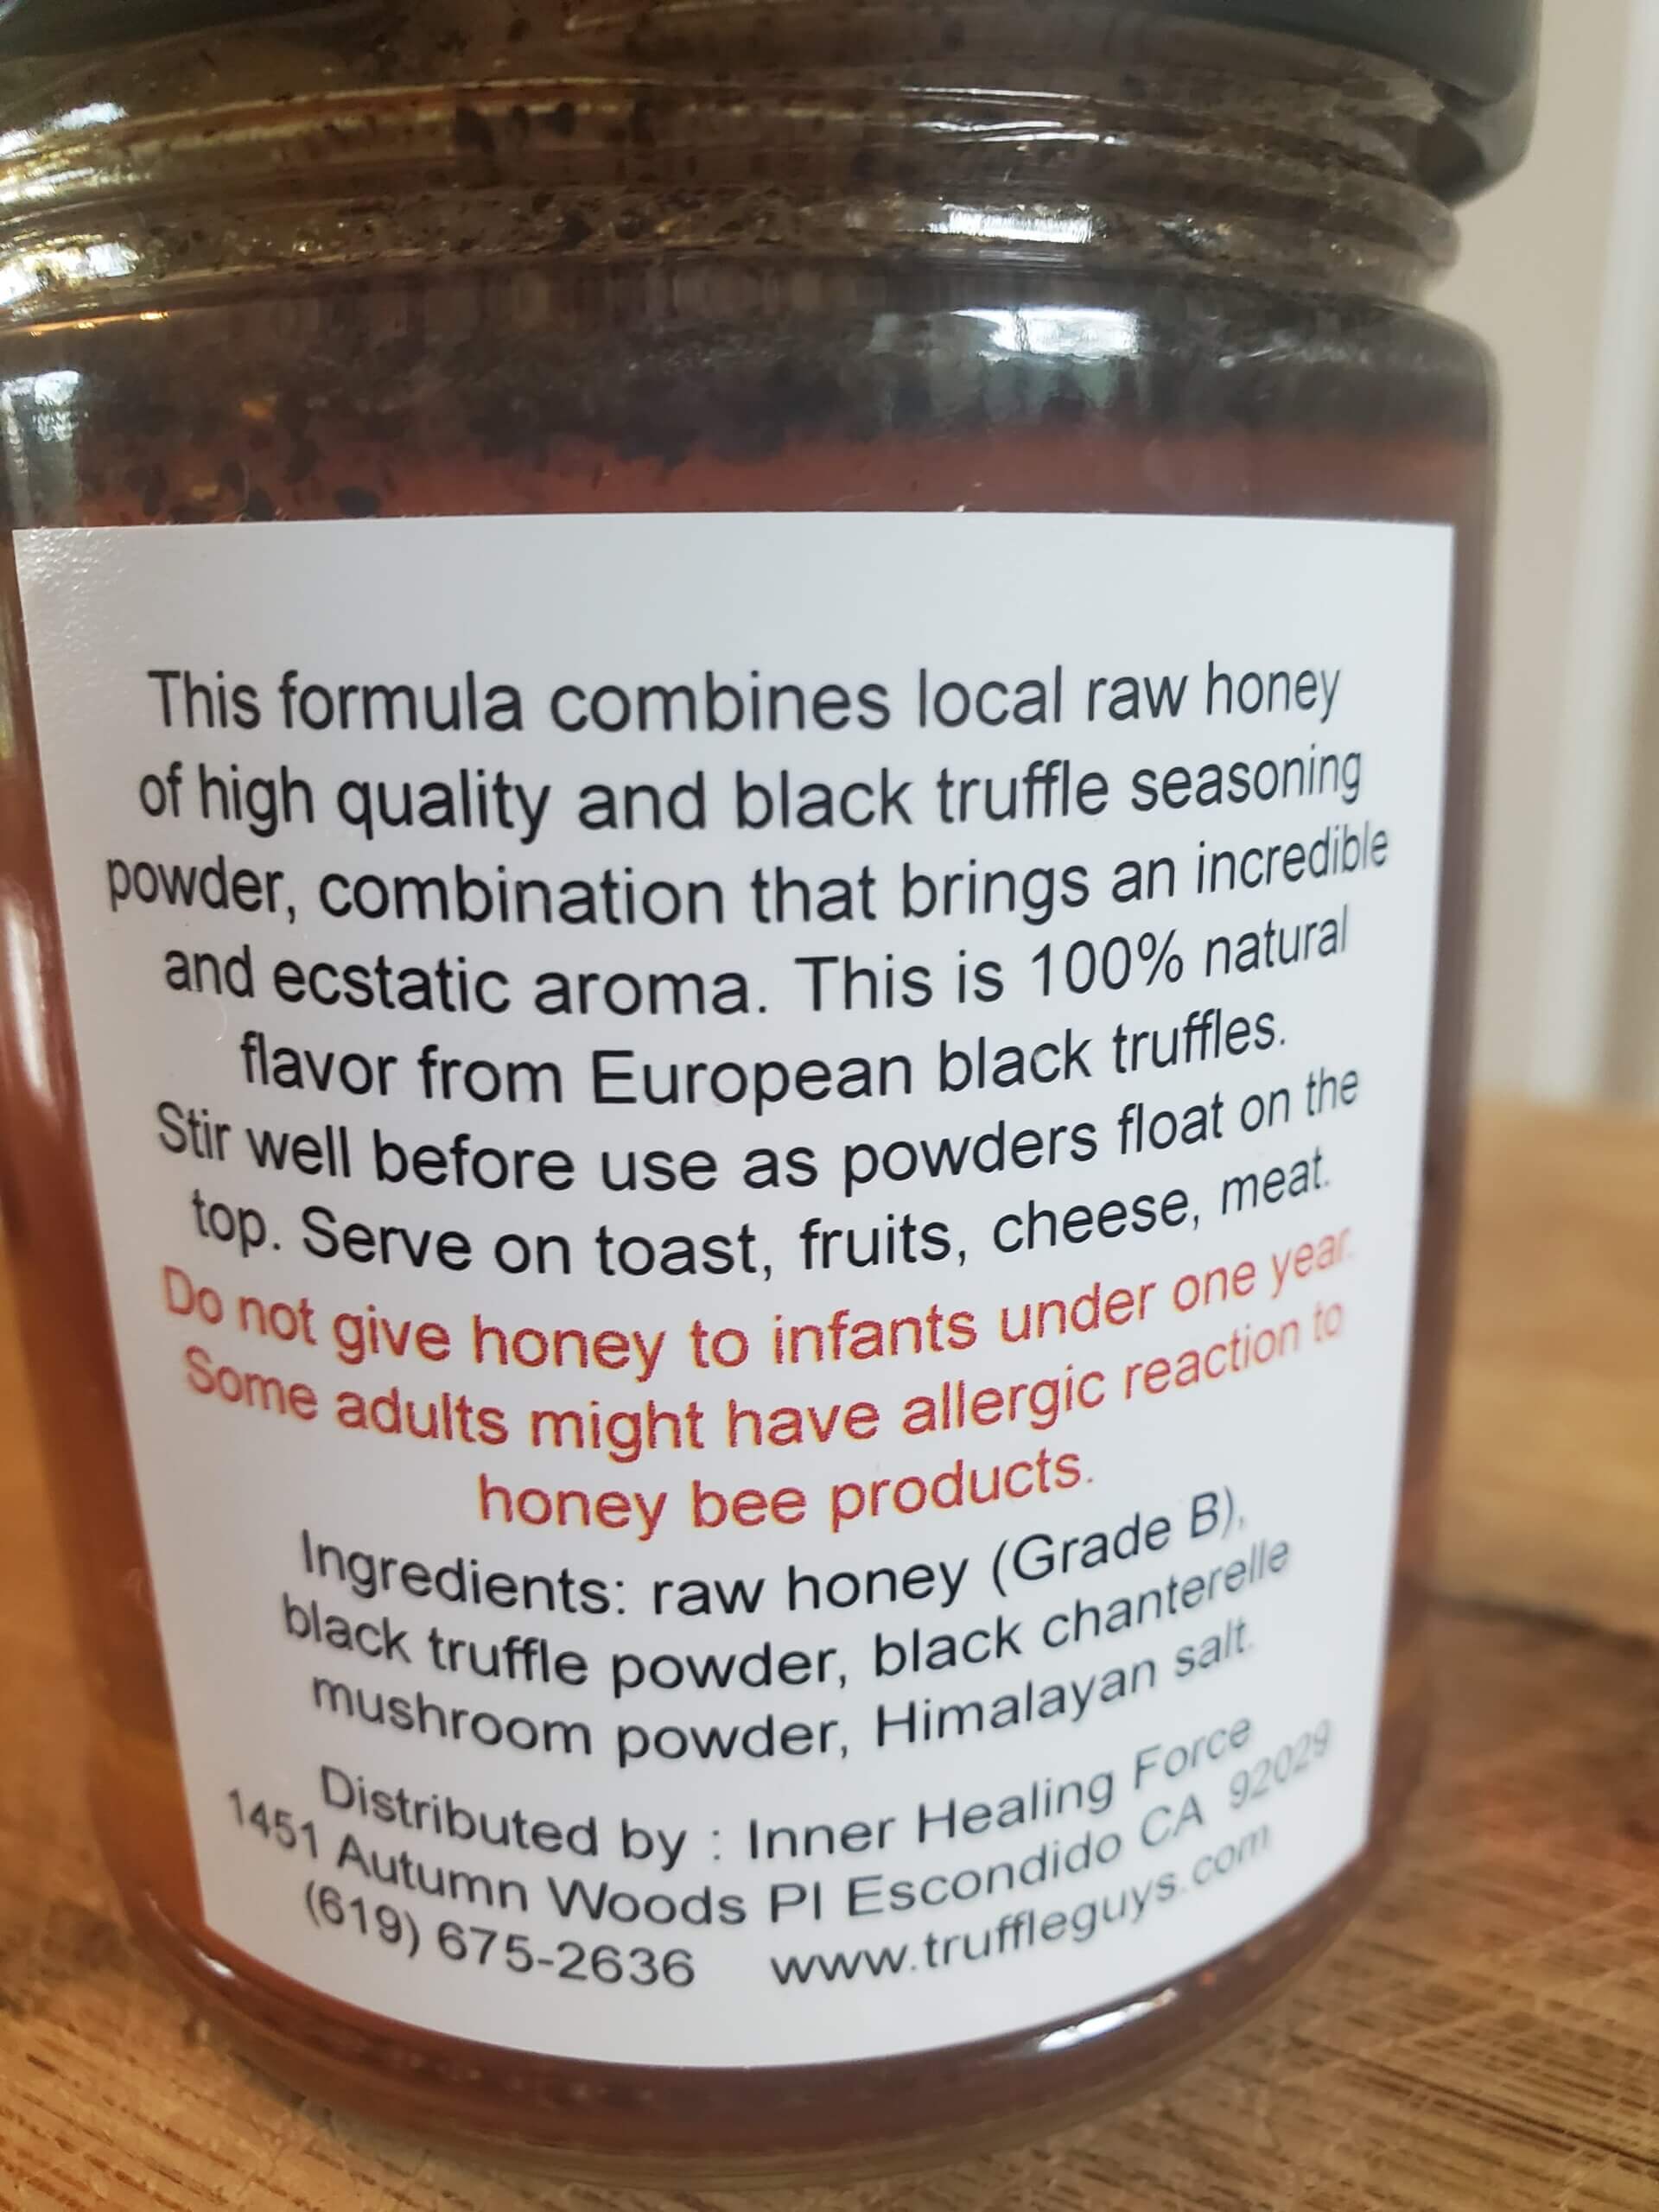 This formula combines local raw honey
of high quality and black truffle seasoning
powder, combination that brings an incredible
and ecstatic aroma. This is 100% natural
flavor from European black truffles.
Stir well before use as powders float on the
top. Serve on toast, fruits, cheese, meat.
Do not give honey to infants under one year.
Some adults might have allergic reaction to
honey bee products.
Ingredients: raw honey (Grade B),
black truffle powder, black chanterelle
mushroom powder, Himalayan salt.
Distributed by : Inner Healing Force
1451 Autumn Woods Pl Escondido CA 92029
(619) 675-2636 www.truffleguys.com